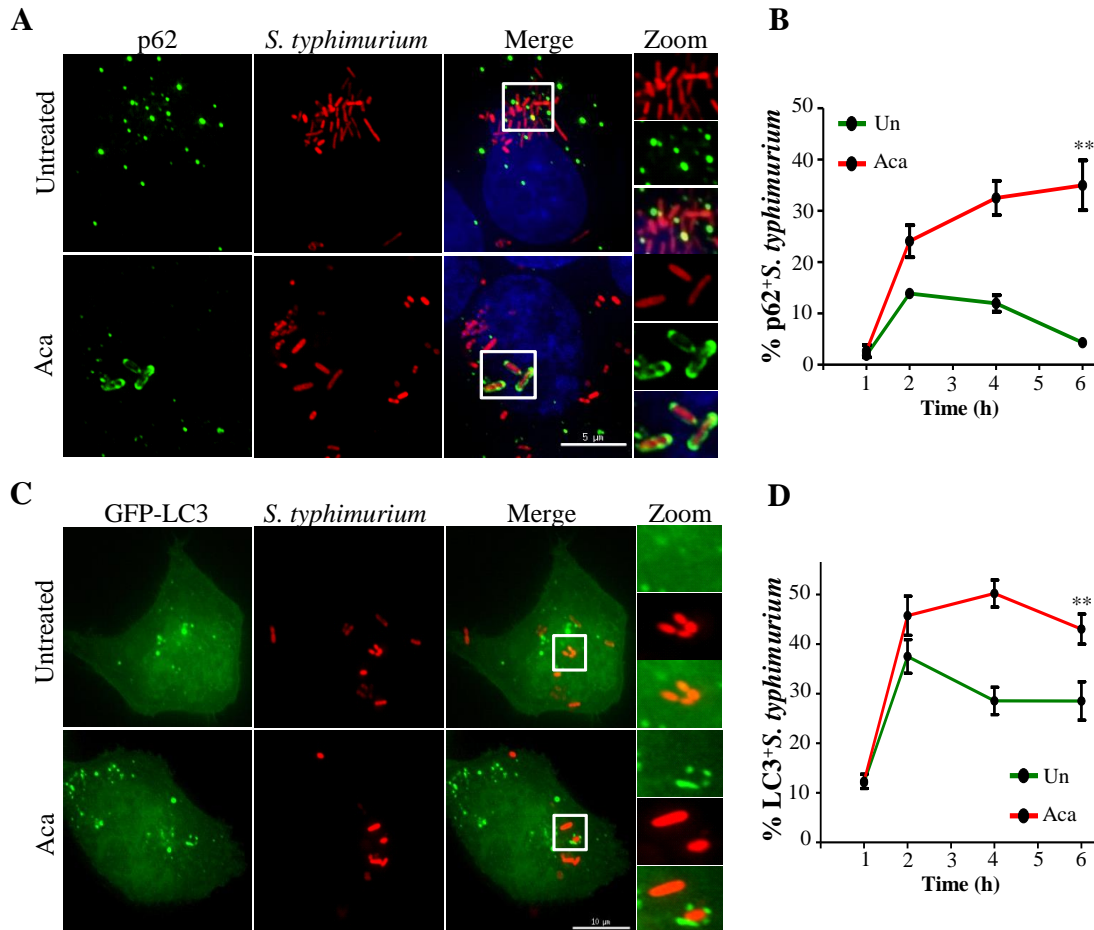 A
p62
S. typhimurium
Merge
Zoom
Untreated
Aca
5 µm
B
% p62+S. typhimurium
50
40
30
20
10
0
Un
Aca
**
1 2 3 4 5 6
Time (h)
C
GFP-LC3
S. typhimurium
Merge
Zoom
Untreated
Aca
10 µm
D
% LC3+S. typhimurium
50
40
30
20
10
0
**
Un
Aca
1 2 3 4 5 6
Time (h)